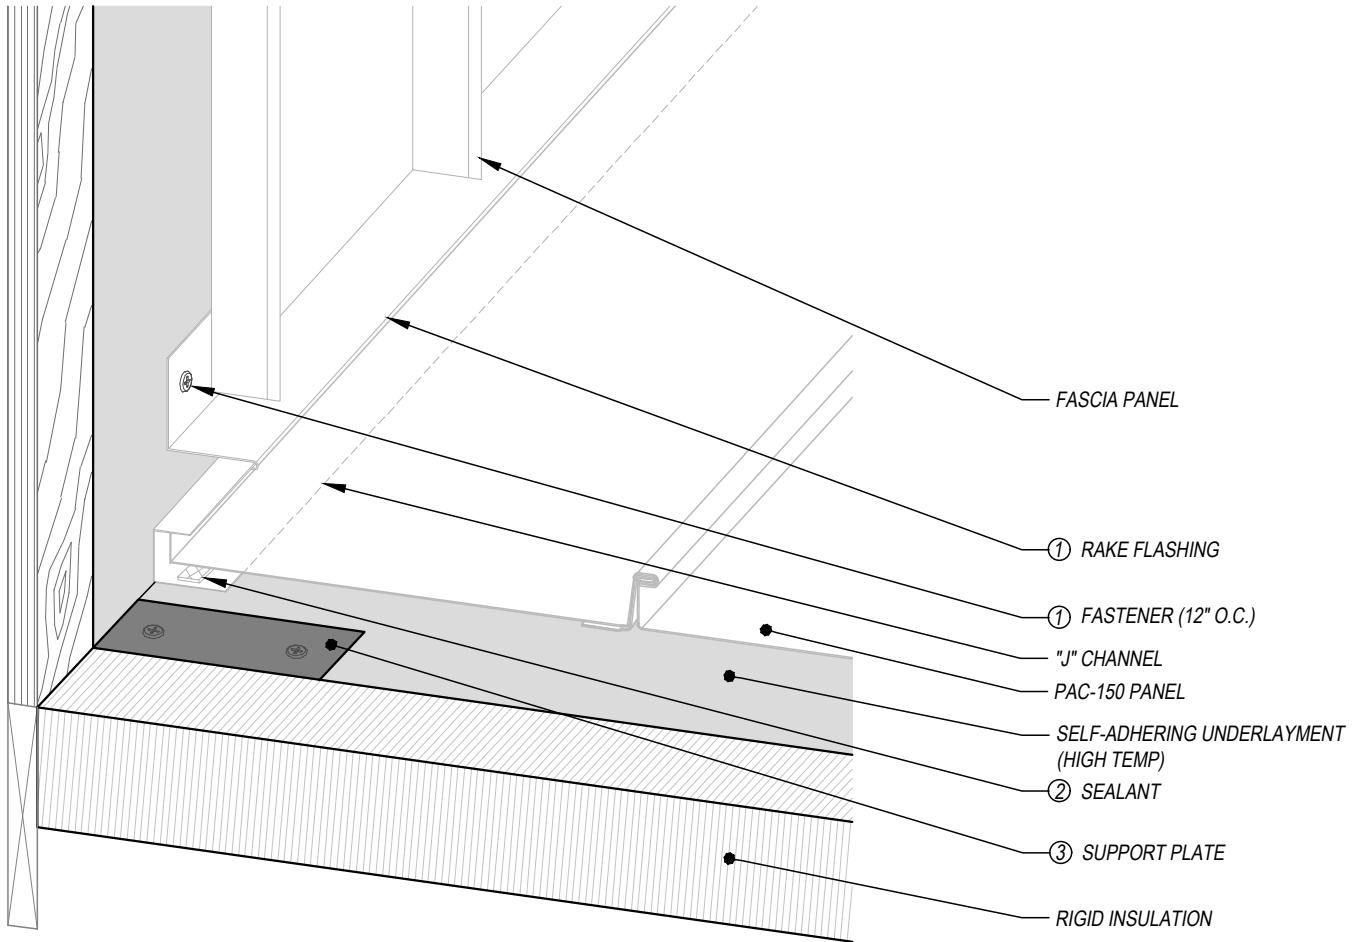 FASCIA PANEL
① RAKE FLASHING
① FASTENER (12" O.C.)
"J" CHANNEL
PAC-150 PANEL
SELF-ADHERING UNDERLAYMENT
(HIGH TEMP)
② SEALANT
③ SUPPORT PLATE
RIGID INSULATION